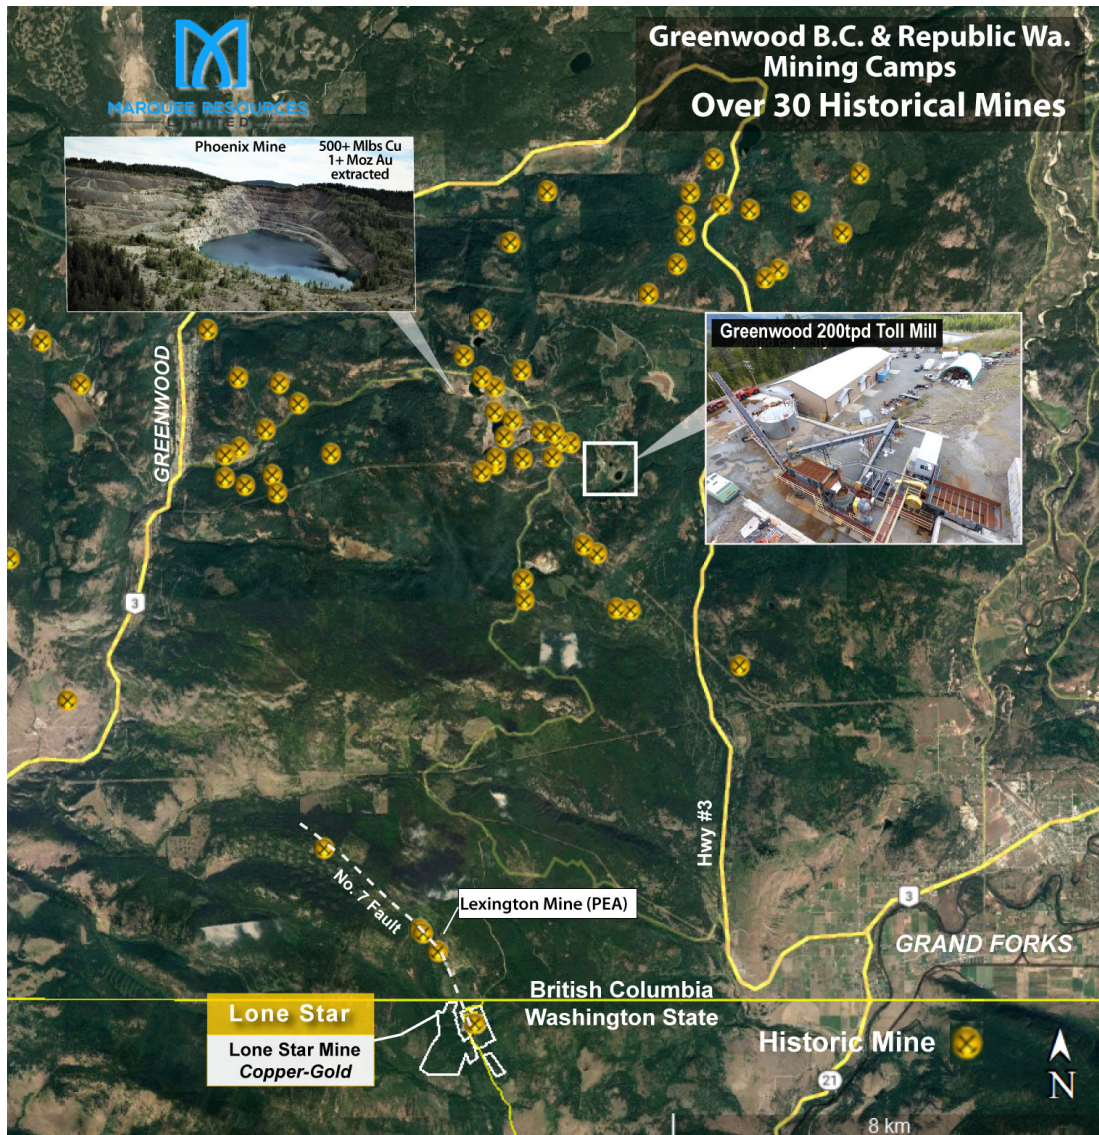 Greenwood B.C. & Republic Wa.
Mining Camps
Over 30 Historical Mines
MARQUEE RESOURCES
LIMITED
Phoenix Mine
500+ Mlbs Cu
1+ Moz Au
extracted
Greenwood 200tpd Toll Mill
GREENWOOD
3
Hwy #3
No. 7 Fault
Lexington Mine (PEA)
3
GRAND FORKS
British Columbia
Washington State
Lone Star
Lone Star Mine
Copper-Gold
Historic Mine
21
N
8 km